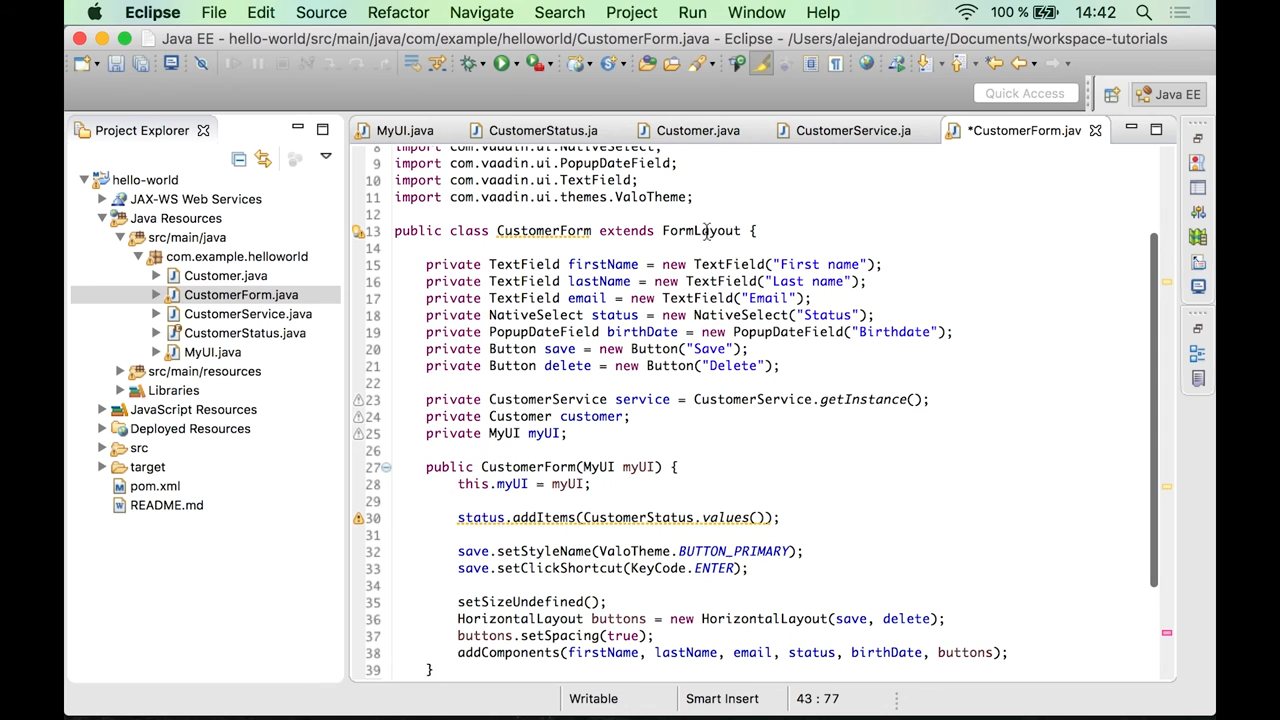 Eclipse File Edit Source Refactor Navigate Search Project Run Window Help 100 % 14:42
Java EE - hello-world/src/main/java/com/example/helloworld/CustomerForm.java - Eclipse - /Users/alejandroduarte/Documents/workspace-tutorials
Quick Access Java EE
Project Explorer
hello-world
JAX-WS Web Services
Java Resources
src/main/java
com.example.helloworld
Customer.java
CustomerForm.java
CustomerService.java
CustomerStatus.java
MyUI.java
src/main/resources
Libraries
JavaScript Resources
Deployed Resources
src
target
pom.xml
README.md
MyUI.java CustomerStatus.ja Customer.java CustomerService.ja *CustomerForm.jav
8 import com.vaadin.ui.NativeSelect;
9 import com.vaadin.ui.PopupDateField;
10 import com.vaadin.ui.TextField;
11 import com.vaadin.ui.themes.ValoTheme;
12
13 public class CustomerForm extends FormLayout {
14
15 private TextField firstName = new TextField("First name");
16 private TextField lastName = new TextField("Last name");
17 private TextField email = new TextField("Email");
18 private NativeSelect status = new NativeSelect("Status");
19 private PopupDateField birthDate = new PopupDateField("Birthdate");
20 private Button save = new Button("Save");
21 private Button delete = new Button("Delete");
22
23 private CustomerService service = CustomerService.getInstance();
24 private Customer customer;
25 private MyUI myUI;
26
27 public CustomerForm(MyUI myUI) {
28 this.myUI = myUI;
29
30 status.addItems(CustomerStatus.values());
31
32 save.setStyleName(ValoTheme.BUTTON_PRIMARY);
33 save.setClickShortcut(KeyCode.ENTER);
34
35 setSizeUndefined();
36 HorizontalLayout buttons = new HorizontalLayout(save, delete);
37 buttons.setSpacing(true);
38 addComponents(firstName, lastName, email, status, birthDate, buttons);
39 }
Writable Smart Insert 43 : 77